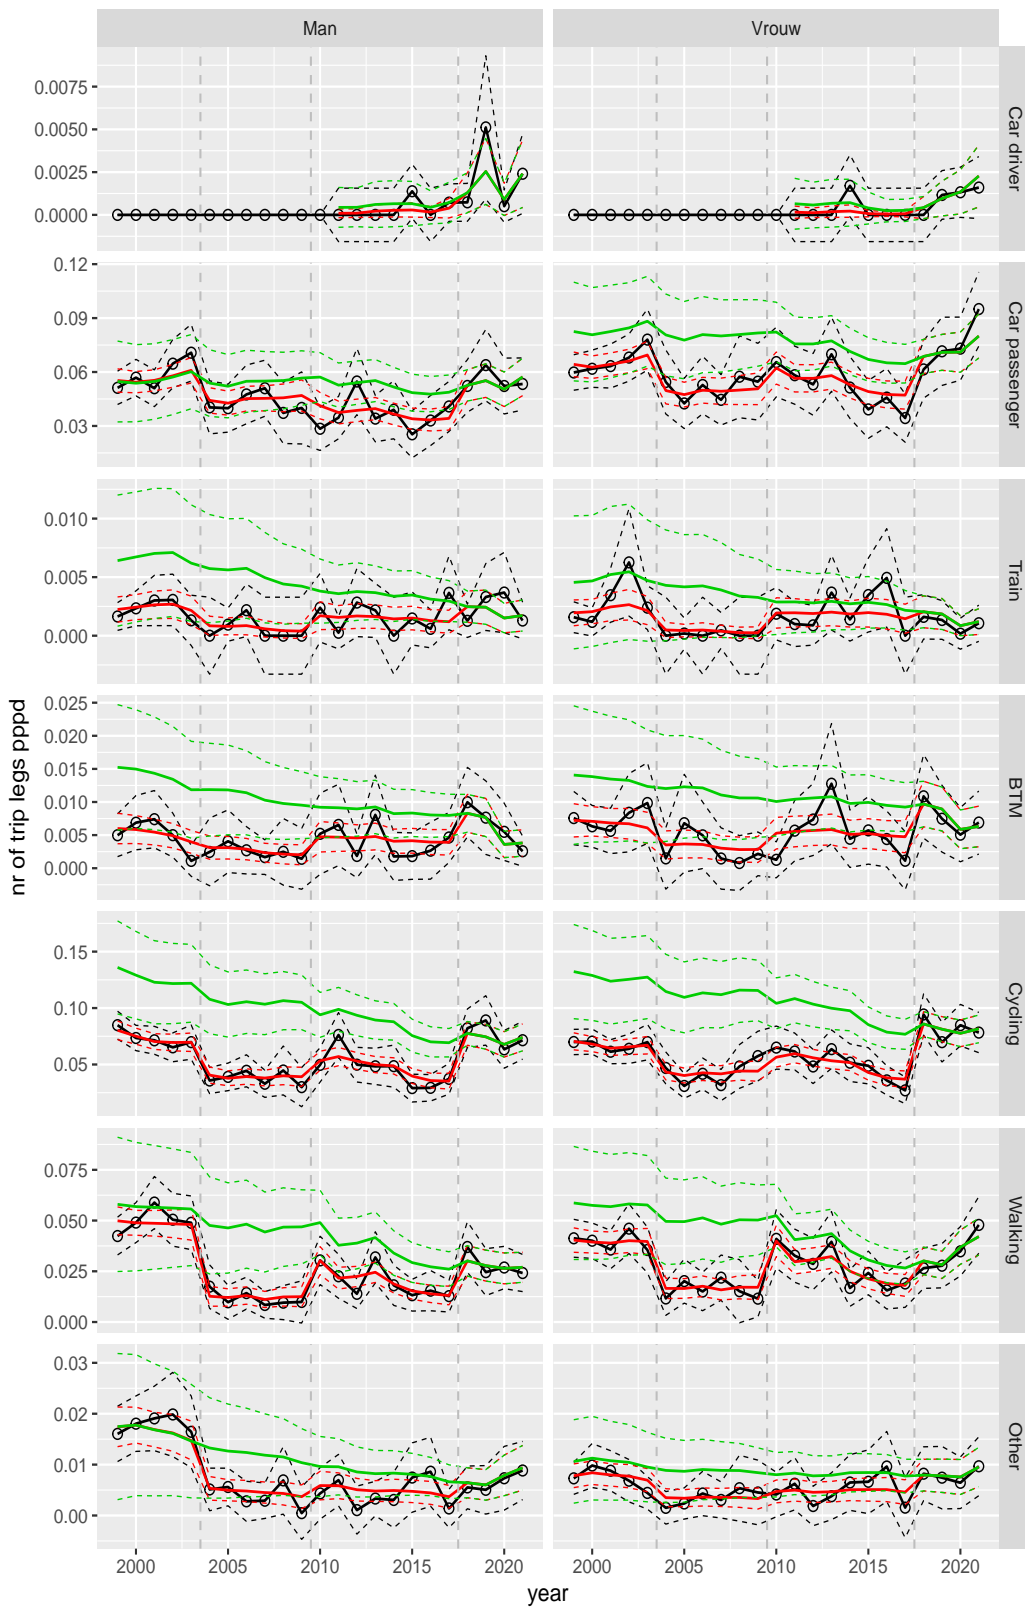 Man Vrouw
0.0075
0.0050
0.0025
0.0000
Car driver
0.12
0.09
0.06
0.03
Car passenger
0.010
0.005
0.000
Train
0.025
0.020
0.015
0.010
0.005
0.000
BTM
0.15
0.10
0.05
Cycling
0.075
0.050
0.025
0.000
Walking
0.03
0.02
0.01
0.00
Other
2000 2005 2010 2015 2020 2000 2005 2010 2015 2020
year
nr of trip legs pppd